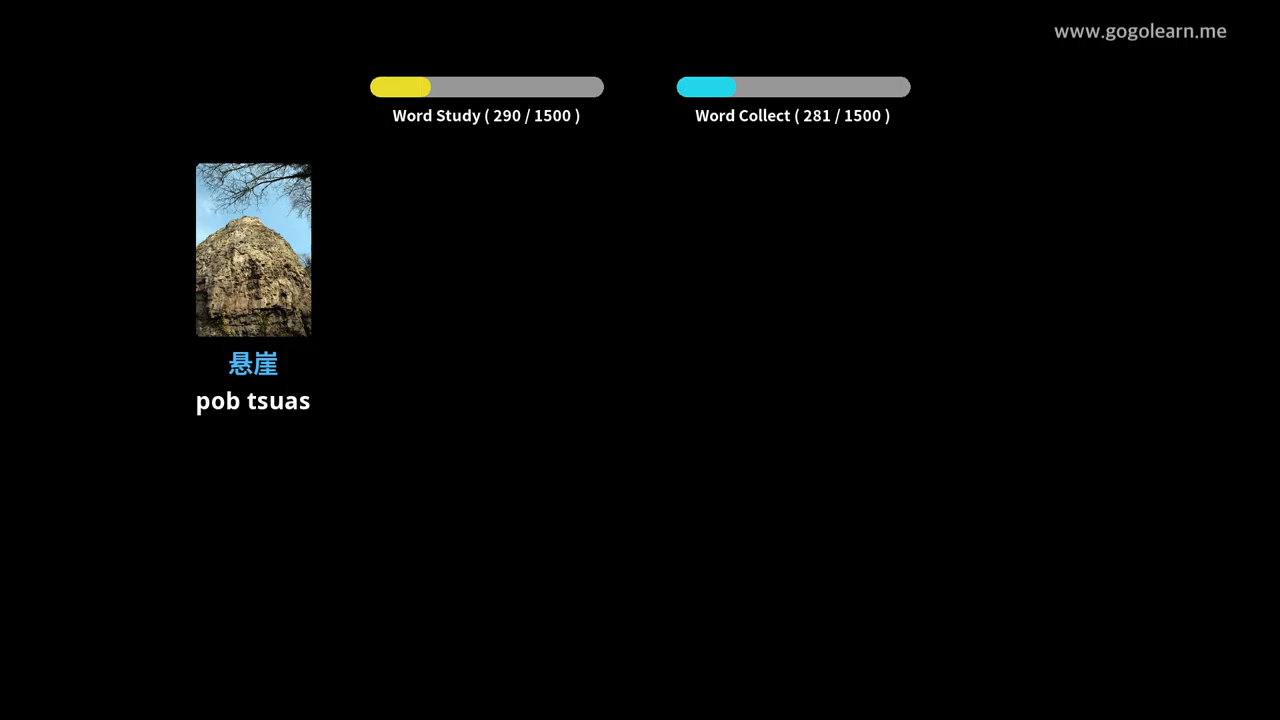 www.gogolearn.me
Word Study ( 290 / 1500 )
Word Collect ( 281 / 1500 )
悬崖
pob tsuas